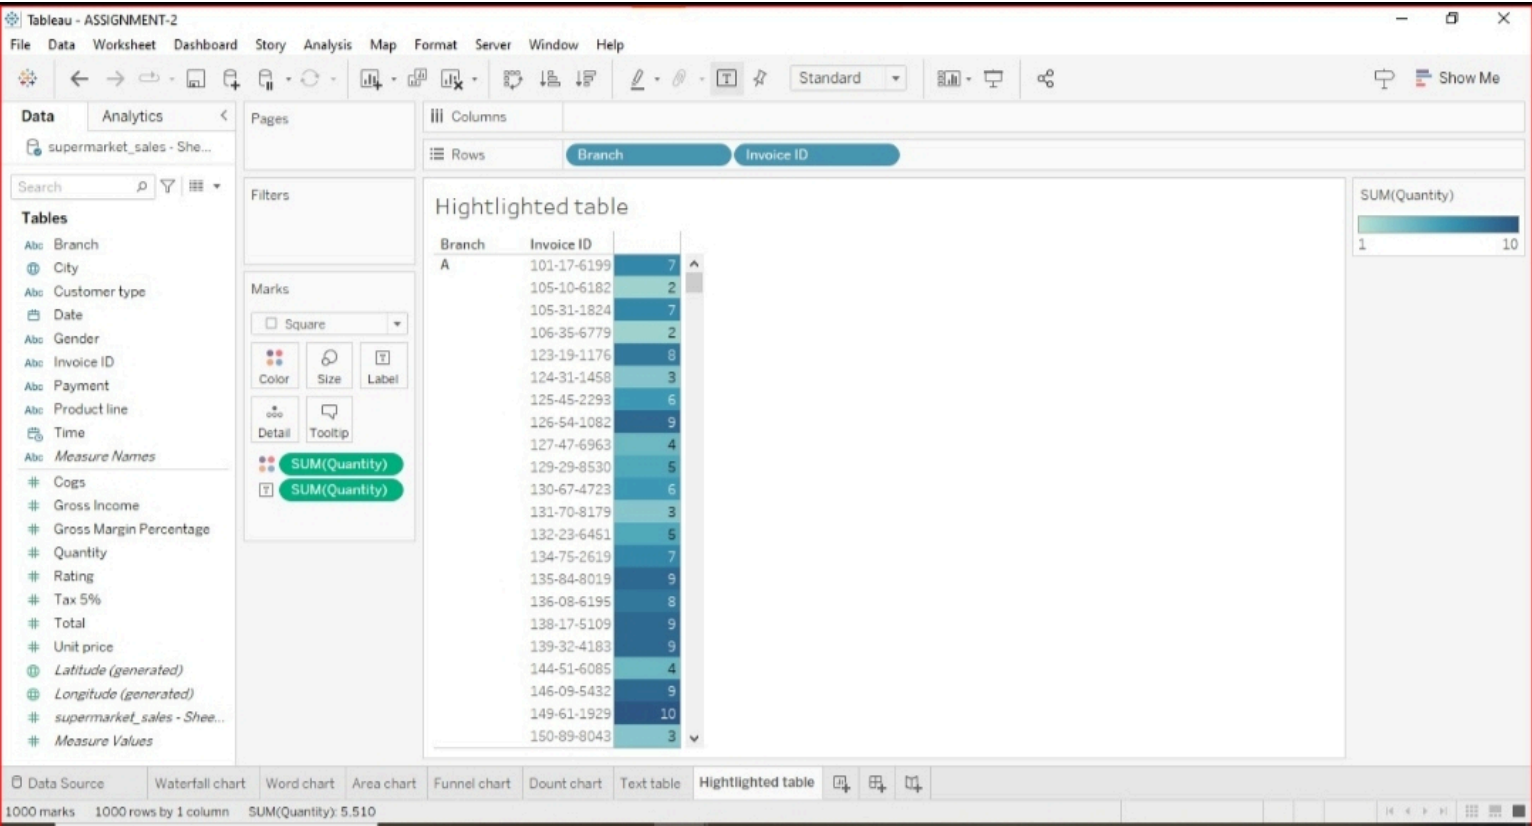 Tableau - ASSIGNMENT-2
File Data Worksheet Dashboard Story Analysis Map Format Server Window Help
Standard
Show Me
Data Analytics
supermarket_sales - She...
Search
Tables
Abc Branch
City
Abc Customer type
Date
Abc Gender
Abc Invoice ID
Abc Payment
Abc Product line
Time
Abc Measure Names
# Cogs
# Gross Income
# Gross Margin Percentage
# Quantity
# Rating
# Tax 5%
# Total
# Unit price
Latitude (generated)
Longitude (generated)
# supermarket_sales - Shee...
# Measure Values
Pages
Filters
Marks
Square
Color Size Label
Detail Tooltip
SUM(Quantity)
SUM(Quantity)
Columns
Rows Branch Invoice ID
Hightlighted table
Branch Invoice ID
A 101-17-6199 7
105-10-6182 2
105-31-1824 7
106-35-6779 2
123-19-1176 8
124-31-1458 3
125-45-2293 6
126-54-1082 9
127-47-6963 4
129-29-8530 5
130-67-4723 6
131-70-8179 3
132-23-6451 5
134-75-2619 7
135-84-8019 9
136-08-6195 8
138-17-5109 9
139-32-4183 9
144-51-6085 4
146-09-5432 9
149-61-1929 10
150-89-8043 3
SUM(Quantity)
1 10
Data Source Waterfall chart Word chart Area chart Funnel chart Dount chart Text table Hightlighted table
1000 marks 1000 rows by 1 column SUM(Quantity): 5.510